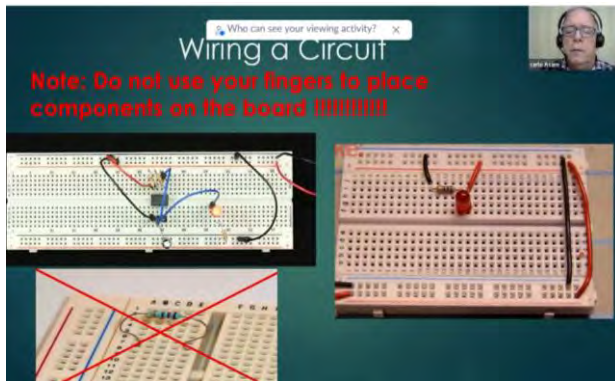 Who can see your viewing activity?
Wiring a Circuit
Note: Do not use your fingers to place
components on the board !!!!!!!!!!!!